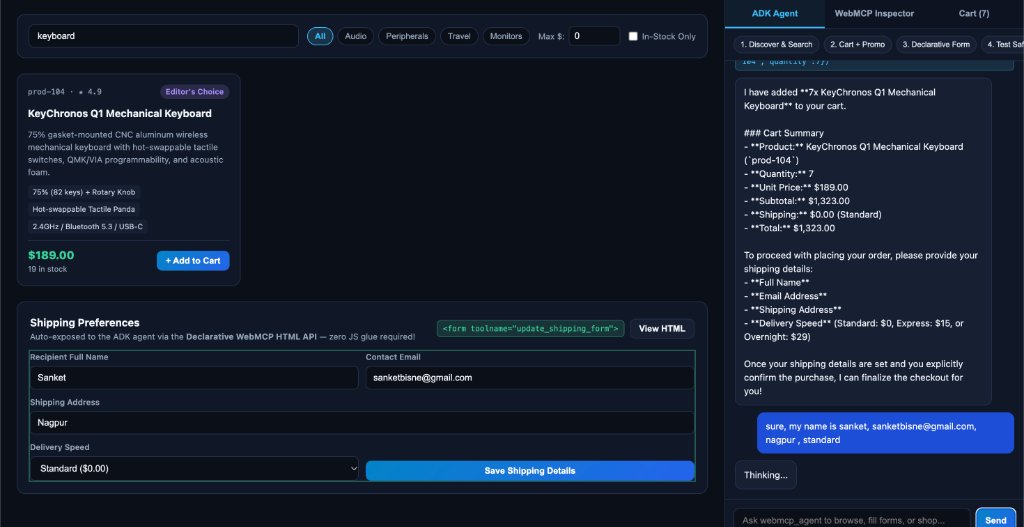 keyboard
All
Audio
Peripherals
Travel
Monitors
Max $:
0
In-Stock Only
prod-104 · ★ 4.9
Editor's Choice
KeyChronos Q1 Mechanical Keyboard
75% gasket-mounted CNC aluminum wireless
mechanical keyboard with hot-swappable tactile
switches, QMK/VIA programmability, and acoustic
foam.
75% (82 keys) + Rotary Knob
Hot-swappable Tactile Panda
2.4GHz / Bluetooth 5.3 / USB-C
$189.00
19 in stock
+ Add to Cart
Shipping Preferences
Auto-exposed to the ADK agent via the Declarative WebMCP HTML API — zero JS glue required!
<form toolname="update_shipping_form">
View HTML
Recipient Full Name
Sanket
Contact Email
sanketbisne@gmail.com
Shipping Address
Nagpur
Delivery Speed
Standard ($0.00)
Save Shipping Details
ADK Agent
WebMCP Inspector
Cart (7)
1. Discover & Search
2. Cart + Promo
3. Declarative Form
4. Test Saf
I have added **7x KeyChronos Q1 Mechanical
Keyboard** to your cart.
### Cart Summary
- **Product:** KeyChronos Q1 Mechanical Keyboard
(`prod-104`)
- **Quantity:** 7
- **Unit Price:** $189.00
- **Subtotal:** $1,323.00
- **Shipping:** $0.00 (Standard)
- **Total:** $1,323.00
To proceed with placing your order, please provide your
shipping details:
- **Full Name**
- **Email Address**
- **Shipping Address**
- **Delivery Speed** (Standard: $0, Express: $15, or
Overnight: $29)
Once your shipping details are set and you explicitly
confirm the purchase, I can finalize the checkout for
you!
sure, my name is sanket, sanketbisne@gmail.com,
nagpur , standard
Thinking...
Ask webmcp_agent to browse, fill forms, or shop...
Send